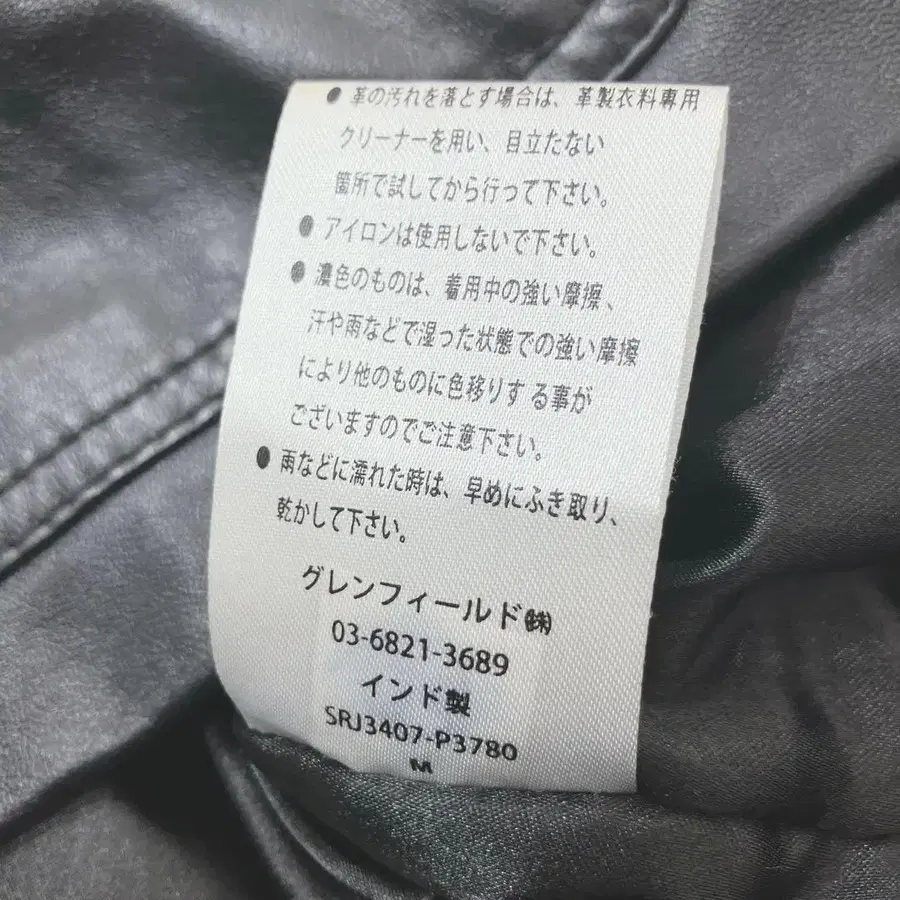 ● 革の汚れを落とす場合は、革製衣料専用
クリーナーを用い、目立たない
箇所で試してから行って下さい。
● アイロンは使用しないで下さい。
● 濃色のものは、着用中の強い摩擦、
汗や雨などで湿った状態での強い摩擦
により他のものに色移りする事が
ございますのでご注意下さい。
● 雨などに濡れた時は、早めにふき取り、
乾かして下さい。
グレンフィールド㈱
03-6821-3689
インド製
SRJ3407-P3780
M